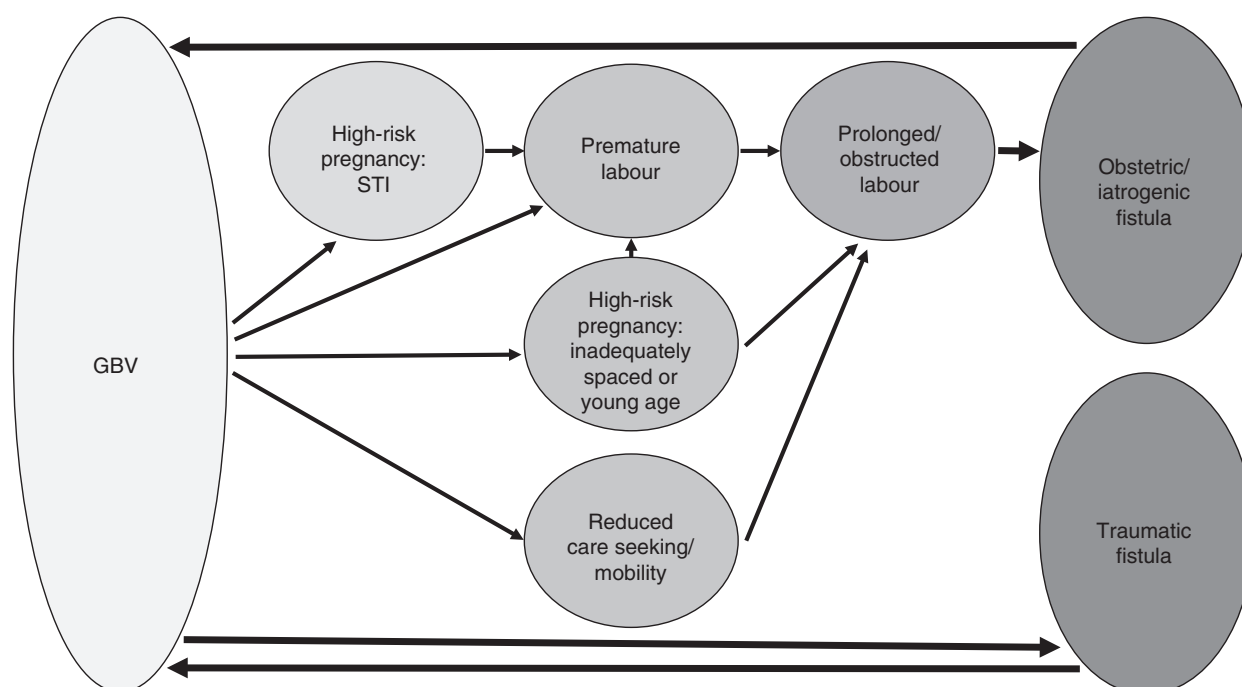 GBV
High-risk
pregnancy:
STI
Premature
labour
Prolonged/
obstructed
labour
Obstetric/
iatrogenic
fistula
High-risk
pregnancy:
inadequately
spaced or
young age
Reduced
care seeking/
mobility
Traumatic
fistula